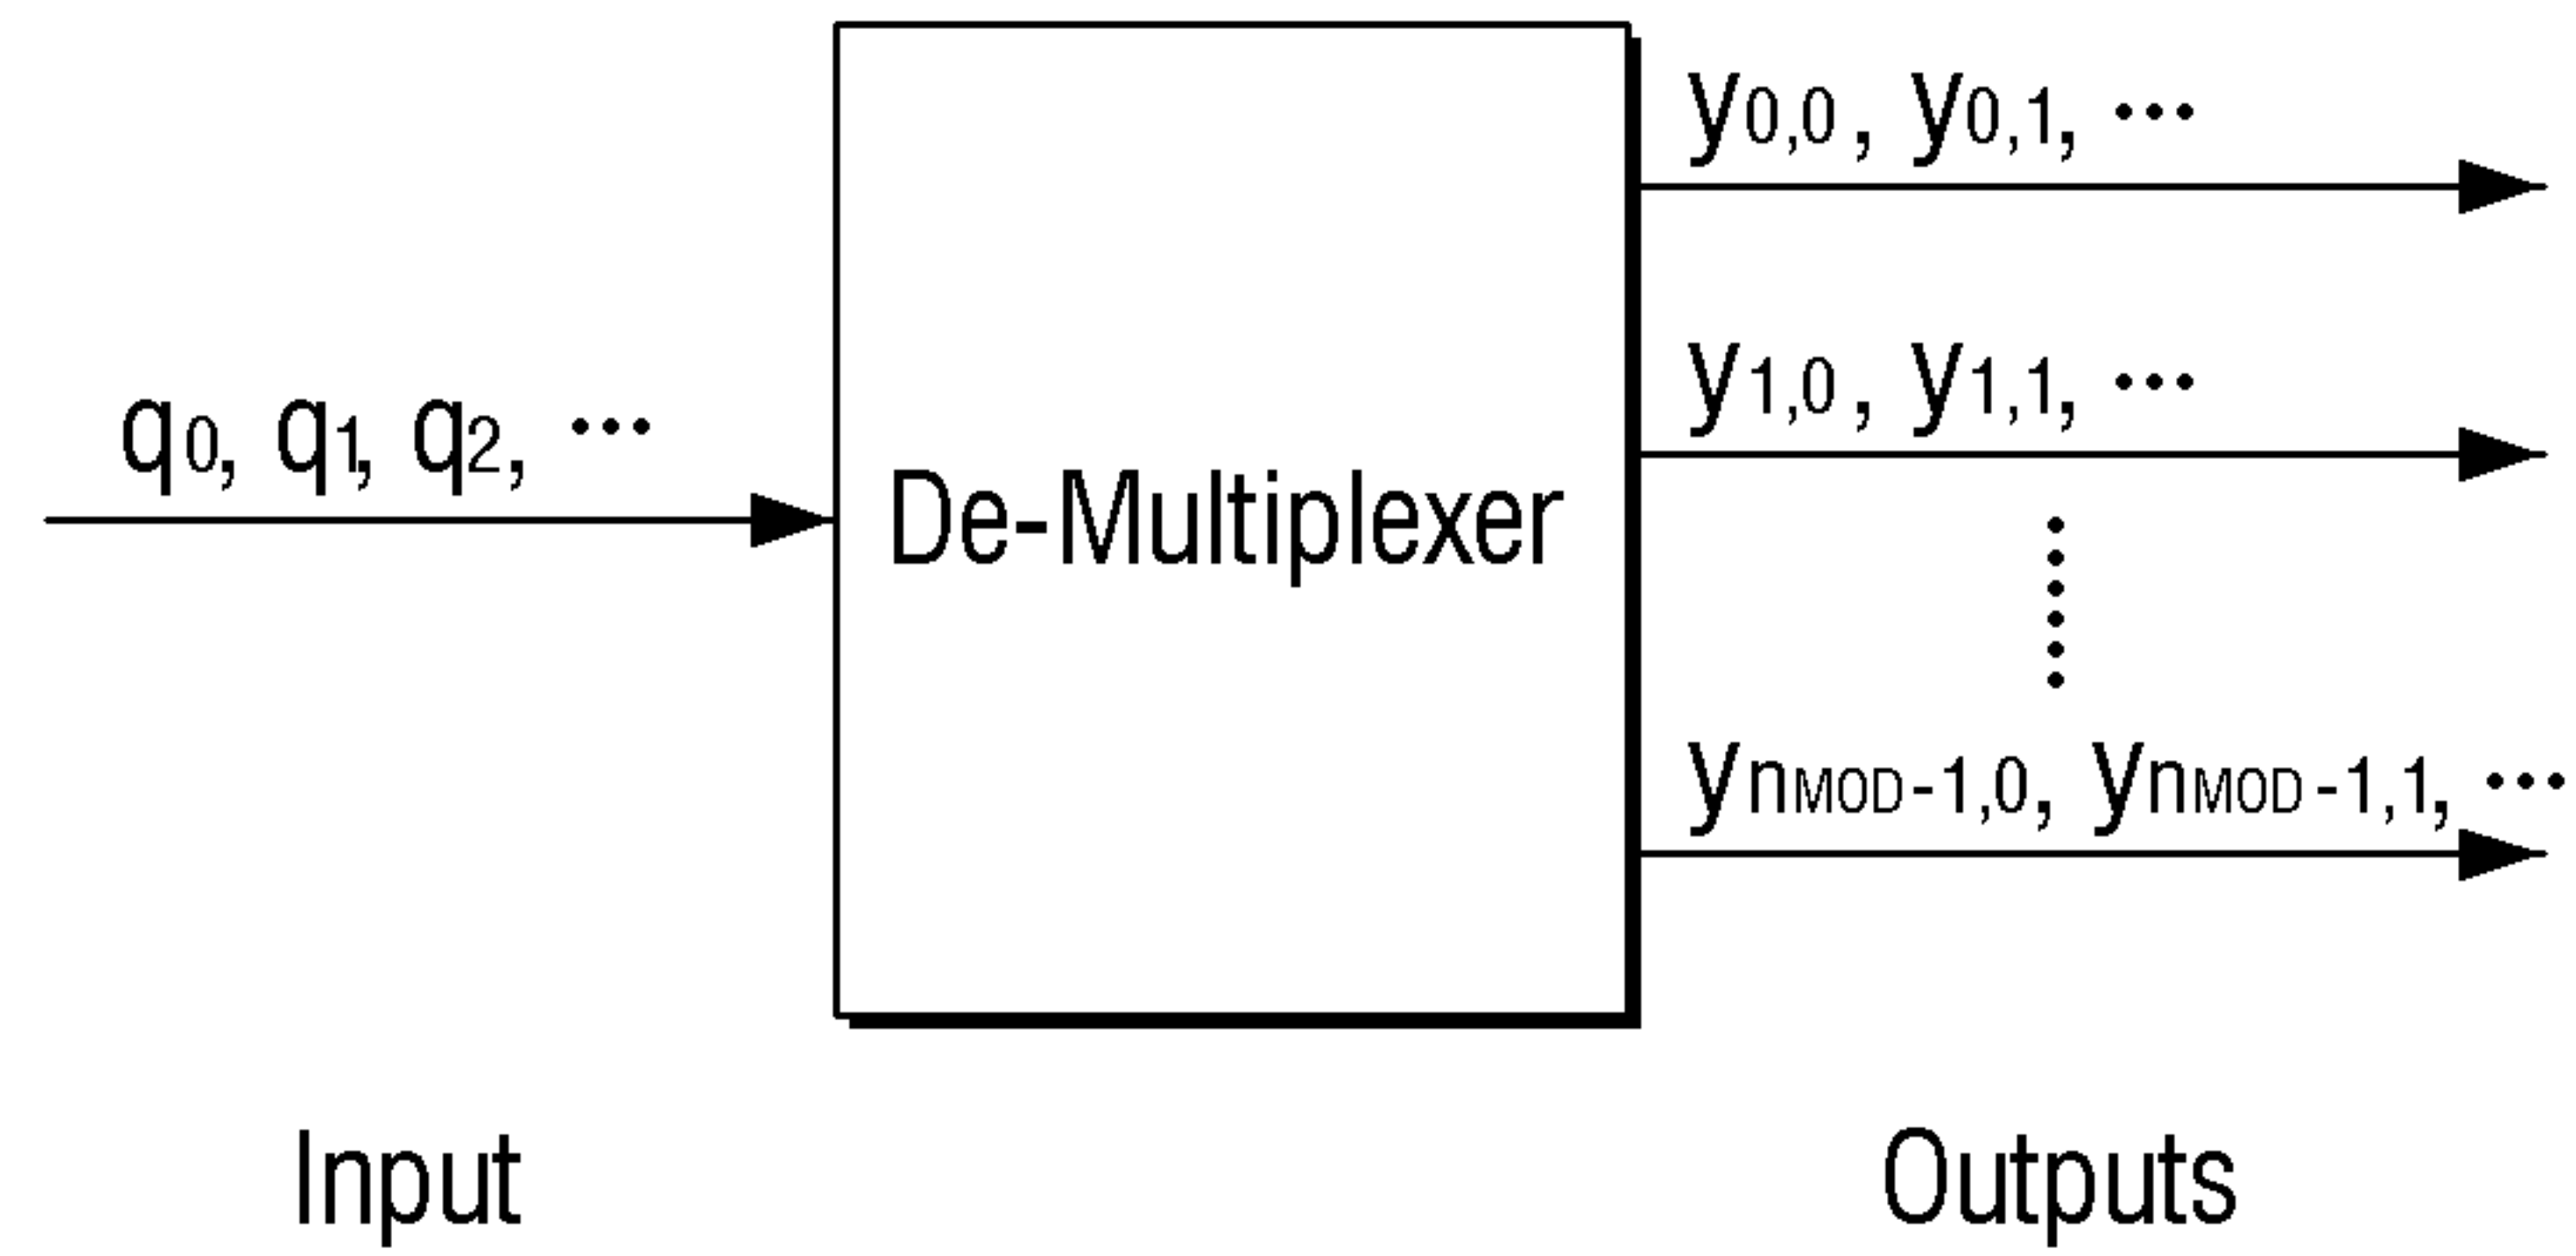 y0,0, y0,1, ...
y1,0, y1,1, ...
q0, q1, q2, ...
De-Multiplexer
ynMOD-1,0, ynMOD-1,1, ...
Input
Outputs